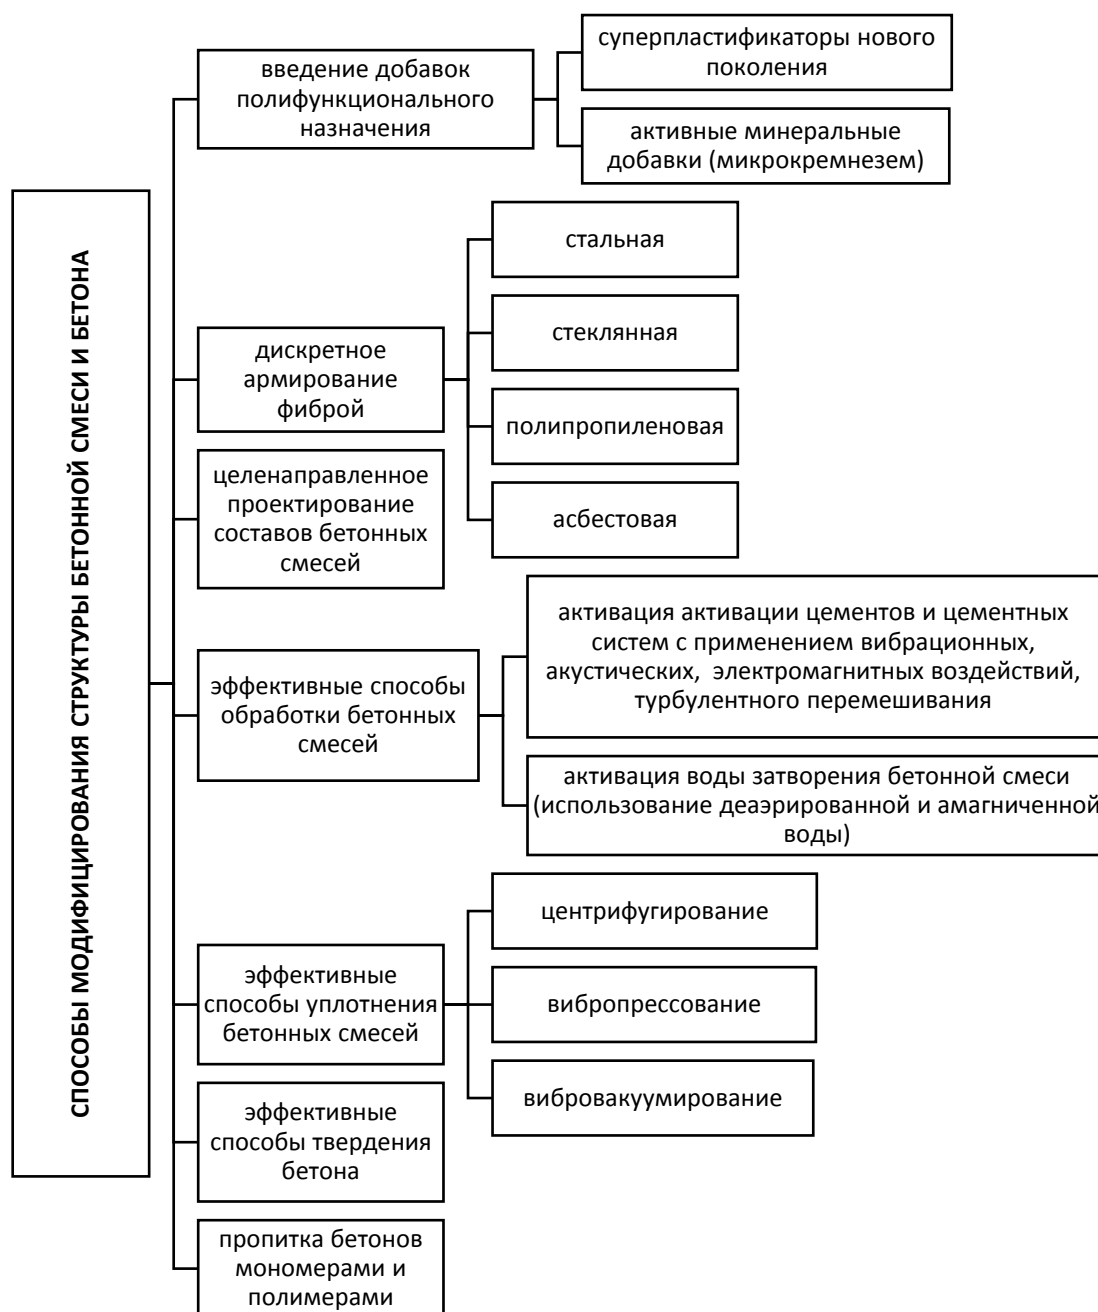 СПОСОБЫ МОДИФИЦИРОВАНИЯ СТРУКТУРЫ БЕТОННОЙ СМЕСИ И БЕТОНА
введение добавок
полифункционального
назначения
суперпластификаторы нового
поколения
активные минеральные
добавки (микрокремнезем)
дискретное
армирование
фиброй
стальная
стеклянная
полипропиленовая
асбестовая
целенаправленное
проектирование
составов бетонных
смесей
эффективные способы
обработки бетонных
смесей
активация активации цементов и цементных
систем с применением вибрационных,
акустических, электромагнитных воздействий,
турбулентного перемешивания
активация воды затворения бетонной смеси
(использование деаэрированной и амагниченной
воды)
эффективные
способы уплотнения
бетонных смесей
центрифугирование
вибропрессование
вибровакуумирование
эффективные
способы твердения
бетона
пропитка бетонов
мономерами и
полимерами